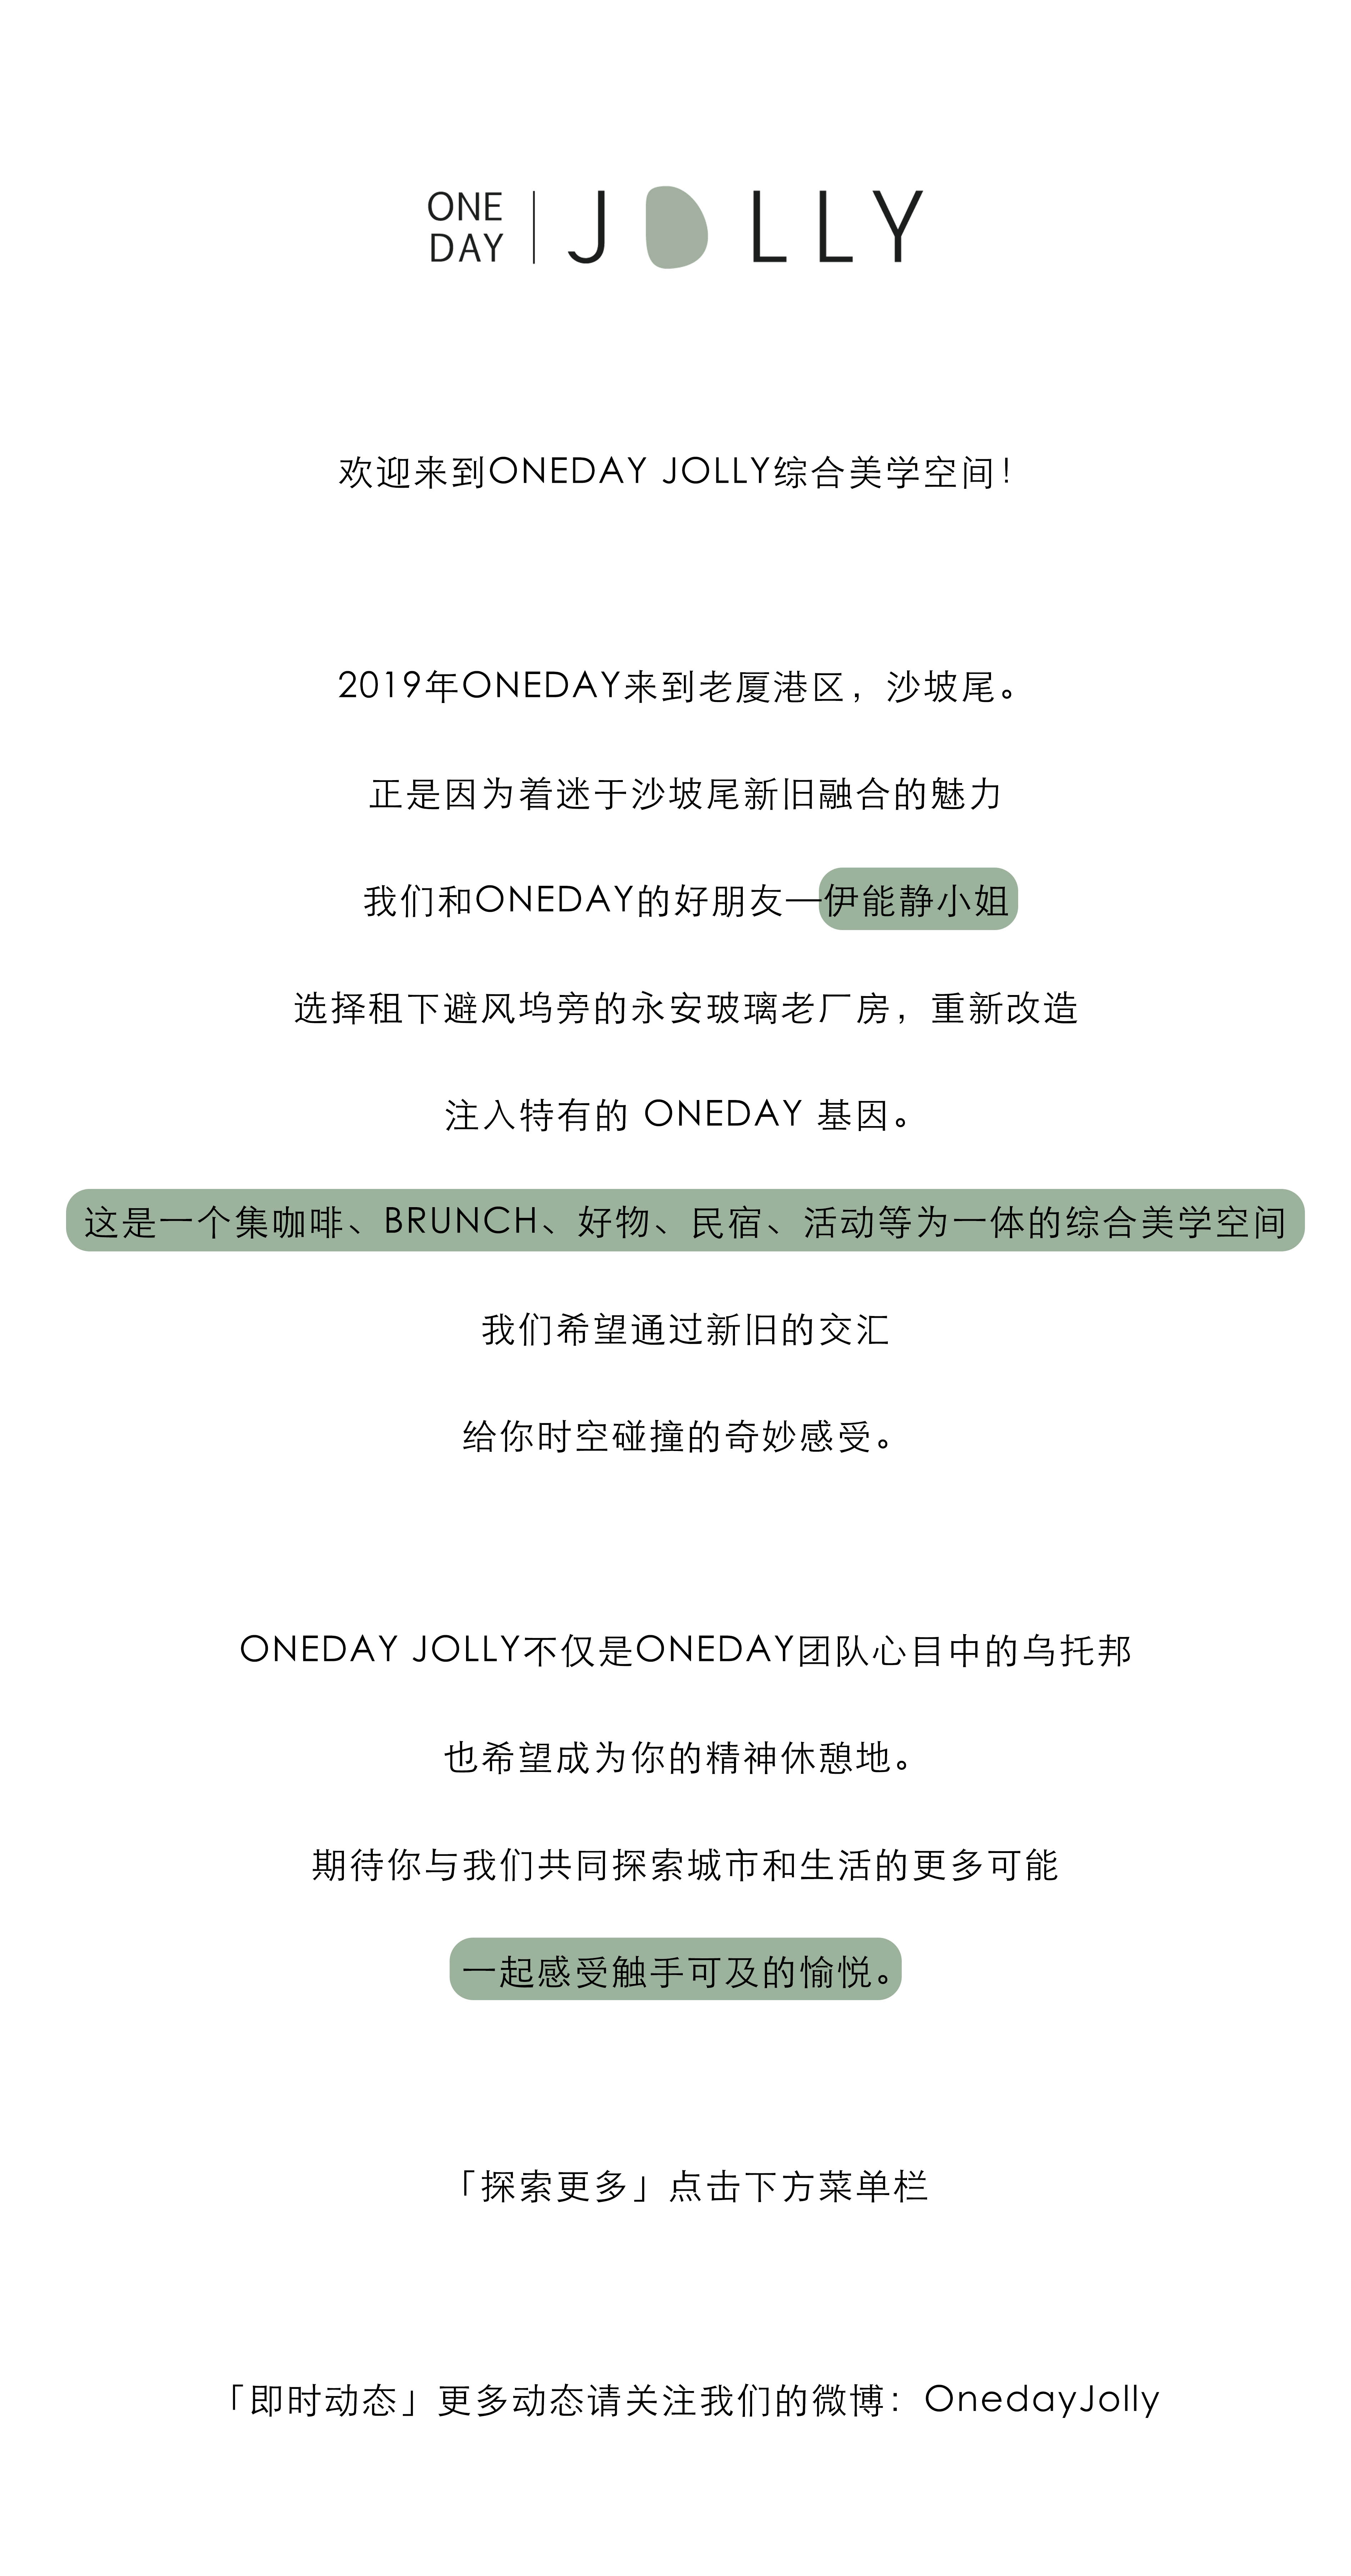 ONE
DAY
JOLLY
欢迎来到ONEDAY JOLLY综合美学空间！
2019年ONEDAY来到老厦港区，沙坡尾。
正是因为着迷于沙坡尾新旧融合的魅力
我们和ONEDAY的好朋友—伊能静小姐
选择租下避风坞旁的永安玻璃老厂房，重新改造
注入特有的 ONEDAY 基因。
这是一个集咖啡、BRUNCH、好物、民宿、活动等为一体的综合美学空间
我们希望通过新旧的交汇
给你时空碰撞的奇妙感受。
ONEDAY JOLLY不仅是ONEDAY团队心目中的乌托邦
也希望成为你的精神休憩地。
期待你与我们共同探索城市和生活的更多可能
一起感受触手可及的愉悦。
「探索更多」点击下方菜单栏
「即时动态」更多动态请关注我们的微博：OnedayJolly